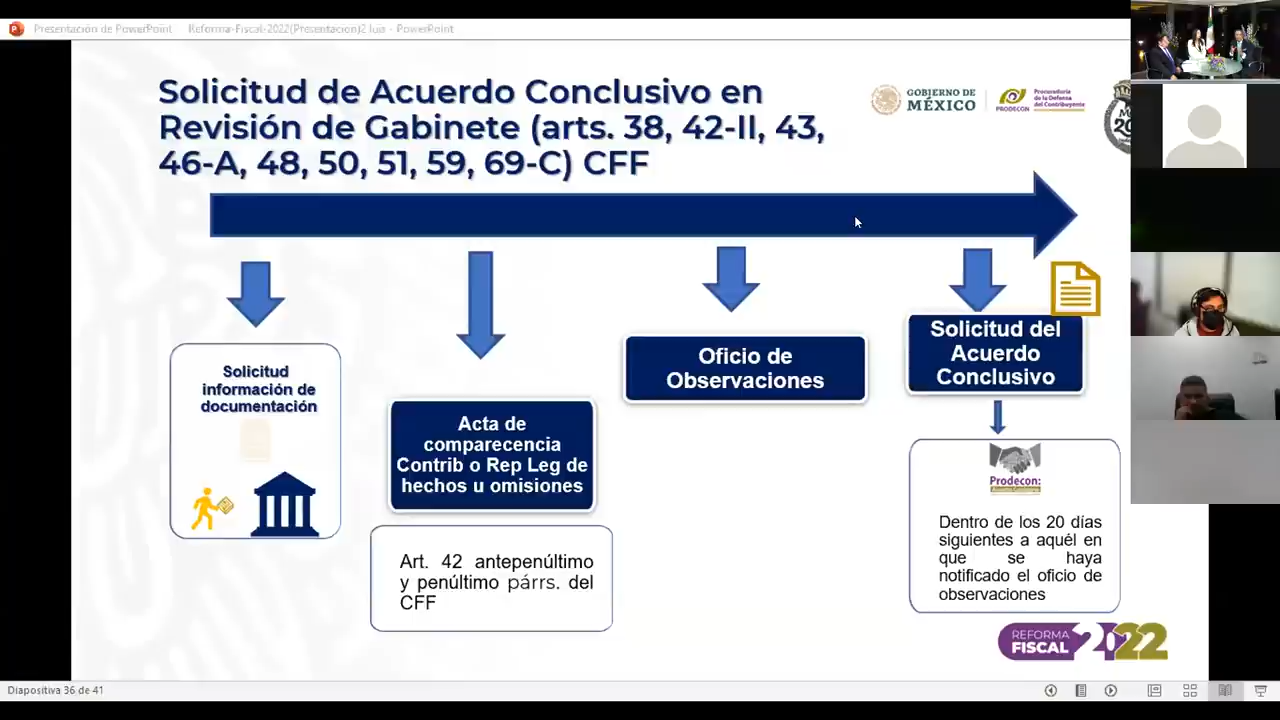 Presentación de PowerPoint
Reforma-Fiscal-2022(Presentacion)2 luis - PowerPoint
Solicitud de Acuerdo Conclusivo en
Revisión de Gabinete (arts. 38, 42-II, 43,
46-A, 48, 50, 51, 59, 69-C) CFF
GOBIERNO DE
MÉXICO
PRODECON
Procuraduría
de la Defensa
del Contribuyente
Solicitud
información de
documentación
Acta de
comparecencia
Contrib o Rep Leg de
hechos u omisiones
Art. 42 antepenúltimo
y penúltimo párrs. del
CFF
Oficio de
Observaciones
Solicitud del
Acuerdo
Conclusivo
Prodecon:
Dentro de los 20 días
siguientes a aquél en
que se haya
notificado el oficio de
observaciones
REFORMA
FISCAL
2022
Diapositiva 36 de 41